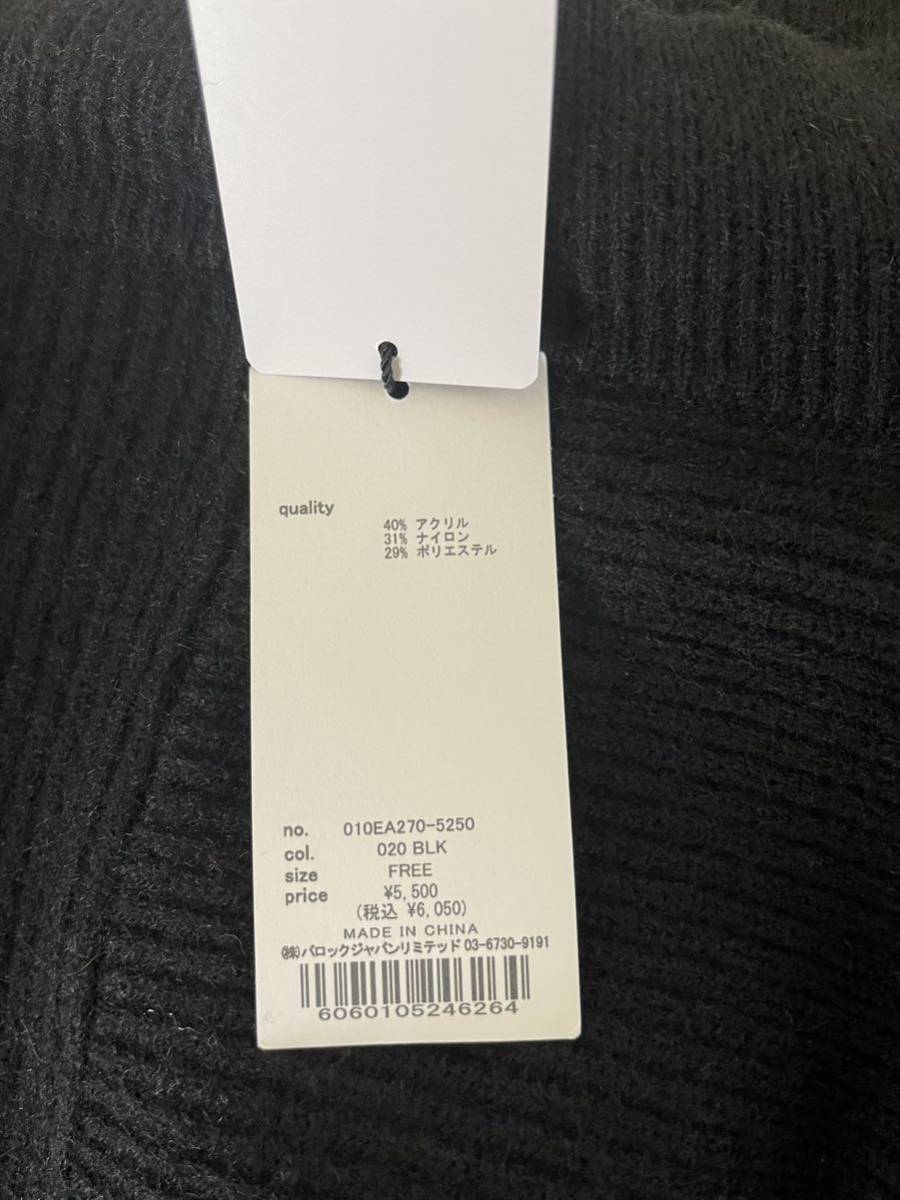 quality
40% アクリル
31% ナイロン
29% ポリエステル
no. 010EA270-5250
col. 020 BLK
size FREE
price ¥5,500
(税込 ¥6,050)
MADE IN CHINA
㈱バロックジャパンリミテッド 03-6730-9191
6060105246264